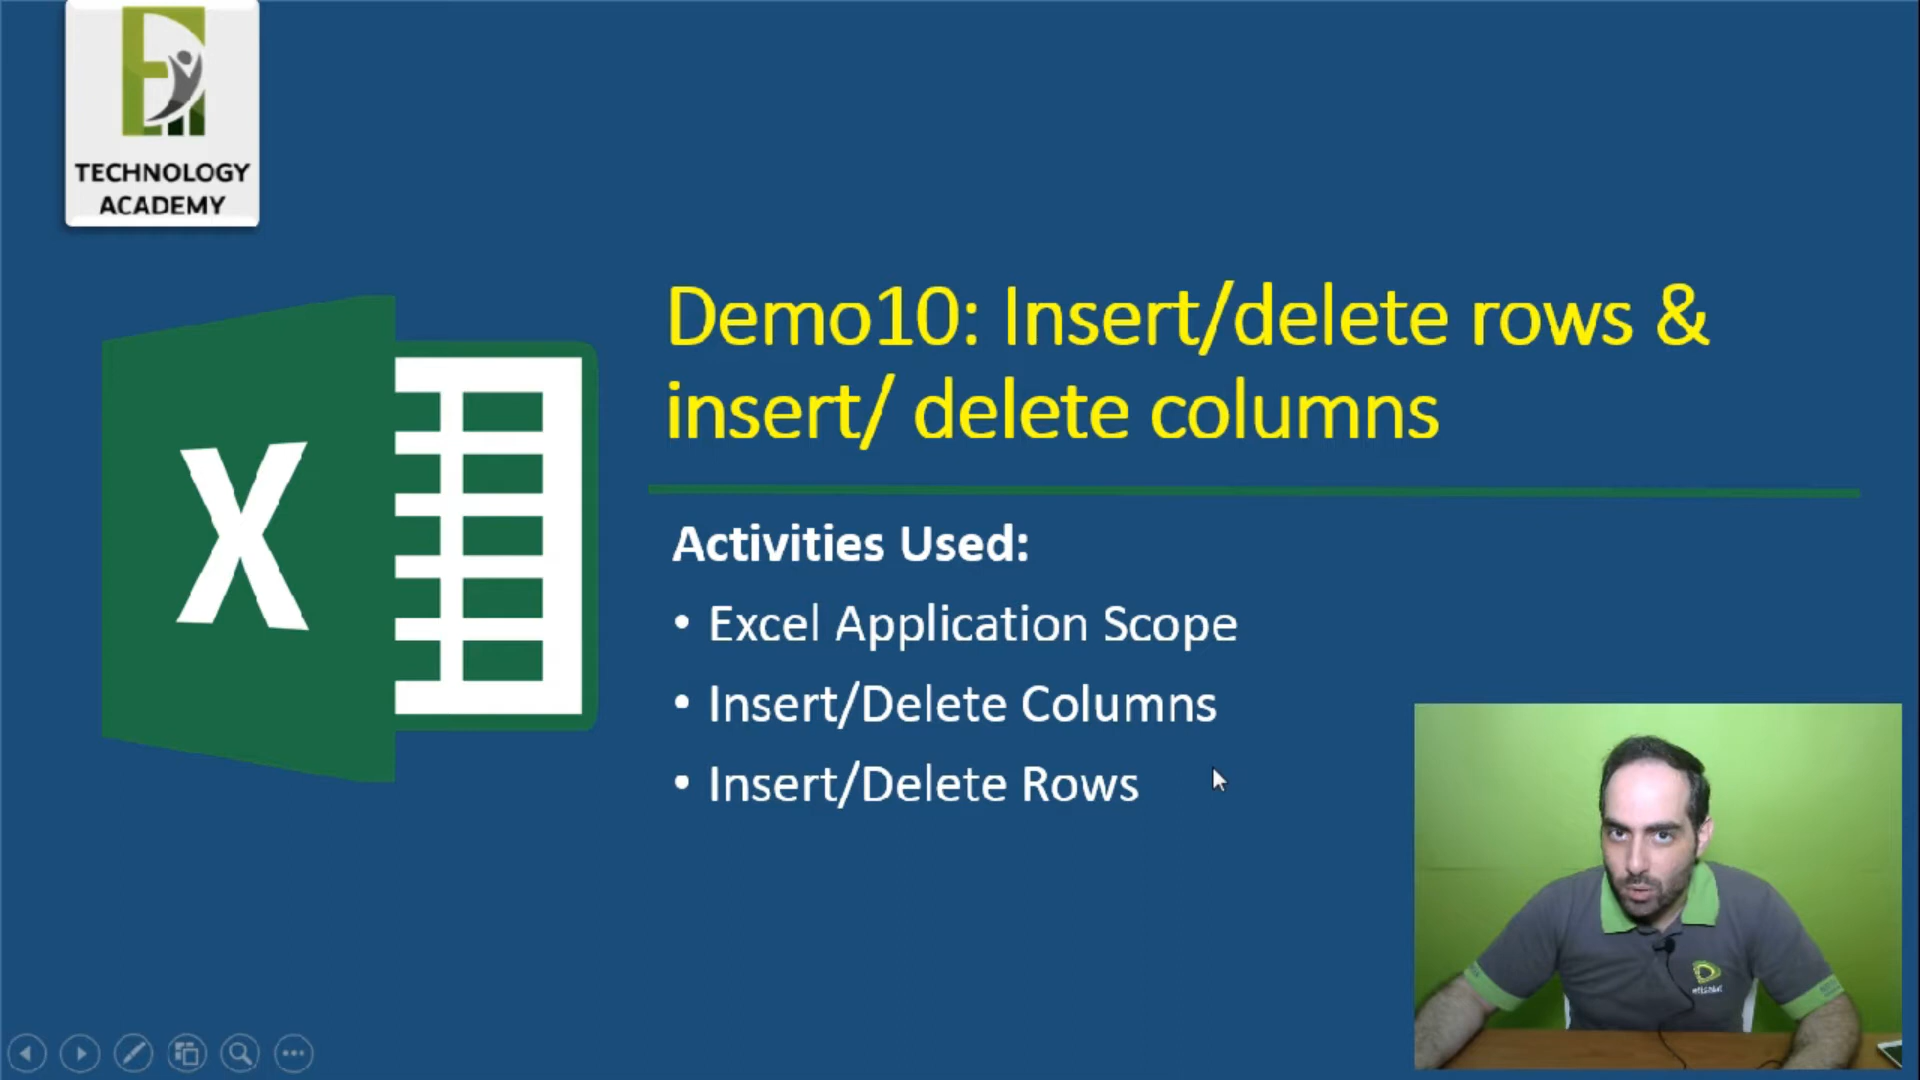 TECHNOLOGY
ACADEMY
Demo10: Insert/delete rows &
insert/ delete columns
X
Activities Used:
• Excel Application Scope
• Insert/Delete Columns
• Insert/Delete Rows
etisalat